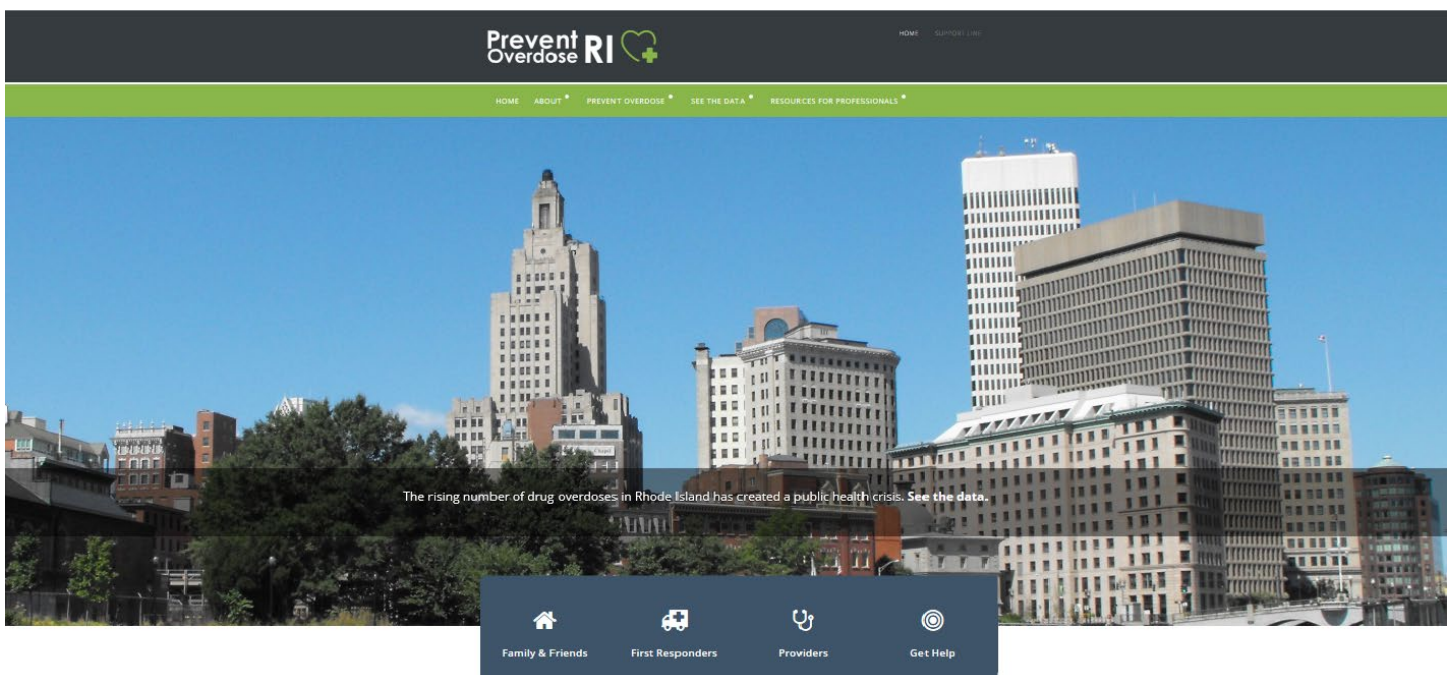 Prevent
Overdose RI
HOME SUPPORT LINE
HOME ABOUT PREVENT OVERDOSE SEE THE DATA RESOURCES FOR PROFESSIONALS
The rising number of drug overdoses in Rhode Island has created a public health crisis. See the data.
Family & Friends First Responders Providers Get Help